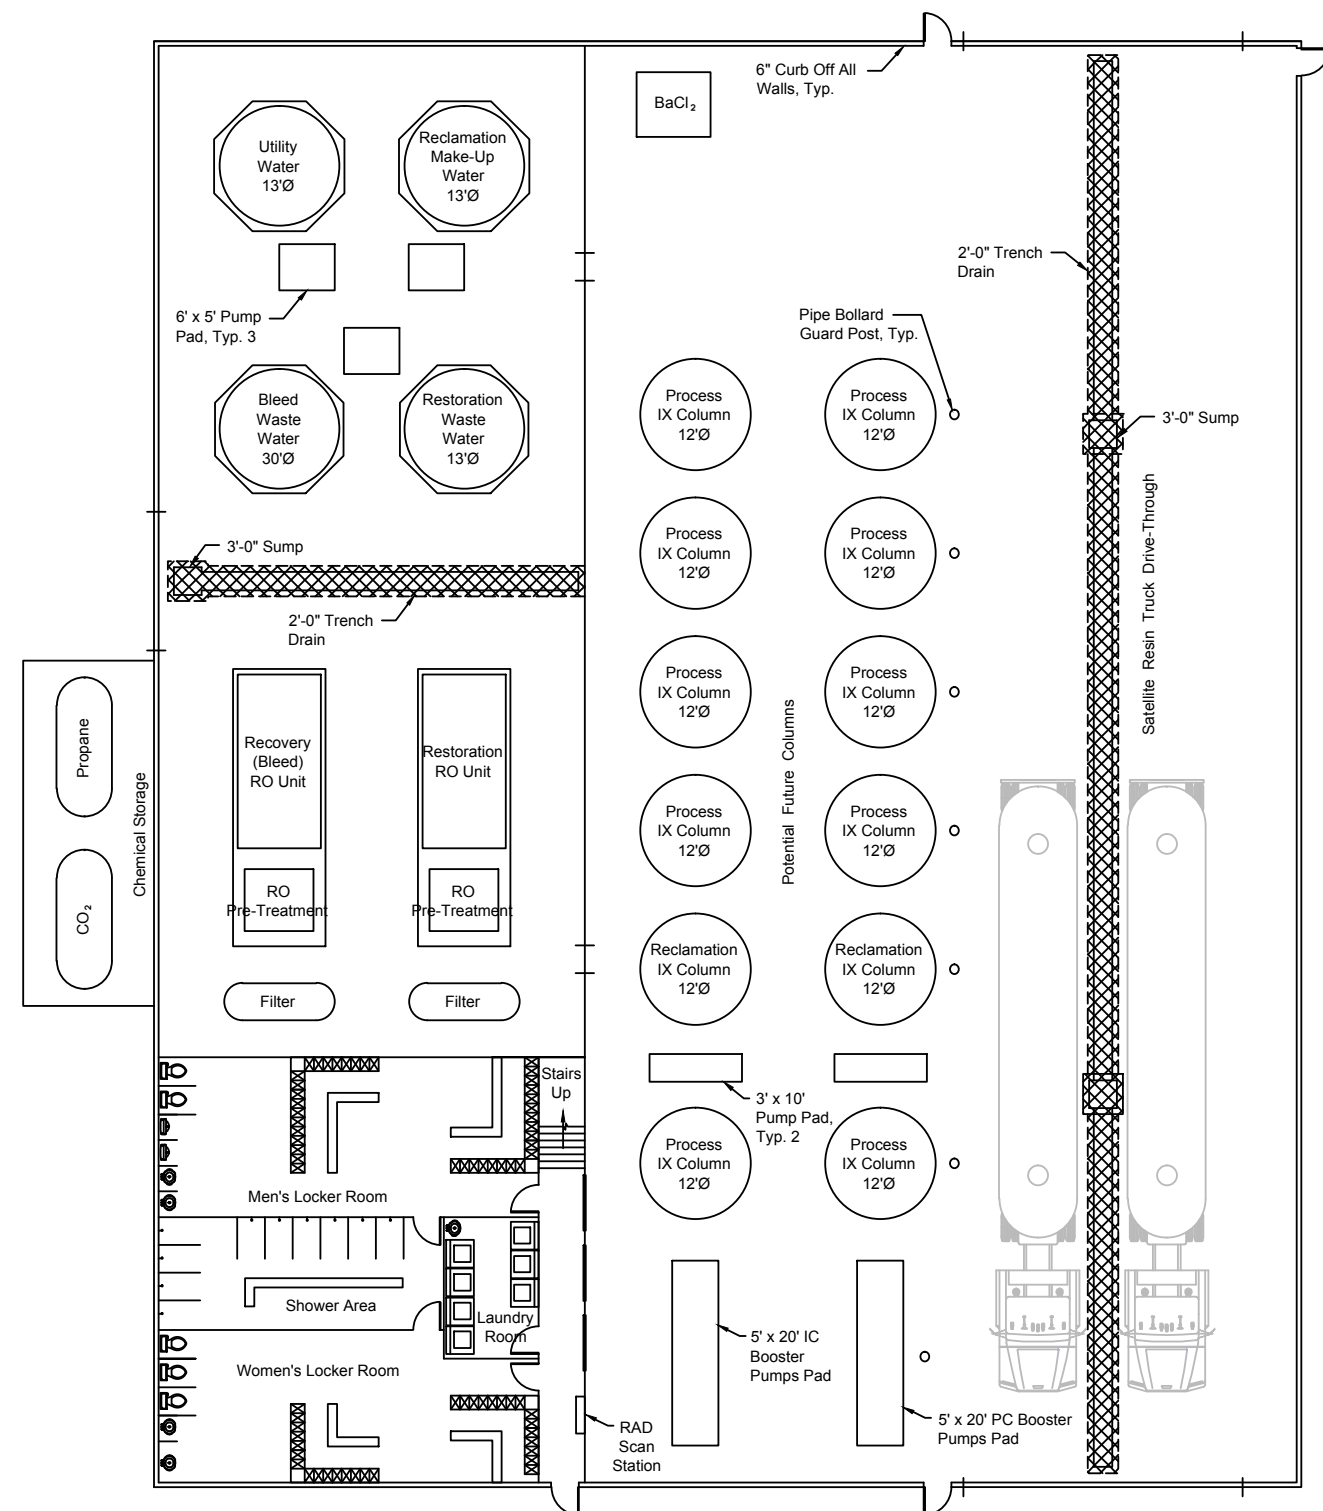 6" Curb Off All
Walls, Typ.
BaCl₂
Utility
Water
13'Ø
Reclamation
Make-Up
Water
13'Ø
2'-0" Trench
Drain
6' x 5' Pump
Pad, Typ. 3
Pipe Bollard
Guard Post, Typ.
Bleed
Waste
Water
30'Ø
Restoration
Waste
Water
13'Ø
Process
IX Column
12'Ø
Process
IX Column
12'Ø
3'-0" Sump
Process
IX Column
12'Ø
Process
IX Column
12'Ø
3'-0" Sump
2'-0" Trench
Drain
Satellite Resin Truck Drive-Through
Process
IX Column
12'Ø
Process
IX Column
12'Ø
Propane
CO₂
Chemical Storage
Recovery
(Bleed)
RO Unit
Restoration
RO Unit
Potential Future Columns
Process
IX Column
12'Ø
Process
IX Column
12'Ø
RO
Pre-Treatment
RO
Pre-Treatment
Reclamation
IX Column
12'Ø
Reclamation
IX Column
12'Ø
Filter
Filter
Stairs
Up
3' x 10'
Pump Pad,
Typ. 2
Process
IX Column
12'Ø
Process
IX Column
12'Ø
Men's Locker Room
Shower Area
Laundry
Room
Women's Locker Room
5' x 20' IC
Booster
Pumps Pad
5' x 20' PC Booster
Pumps Pad
RAD
Scan
Station